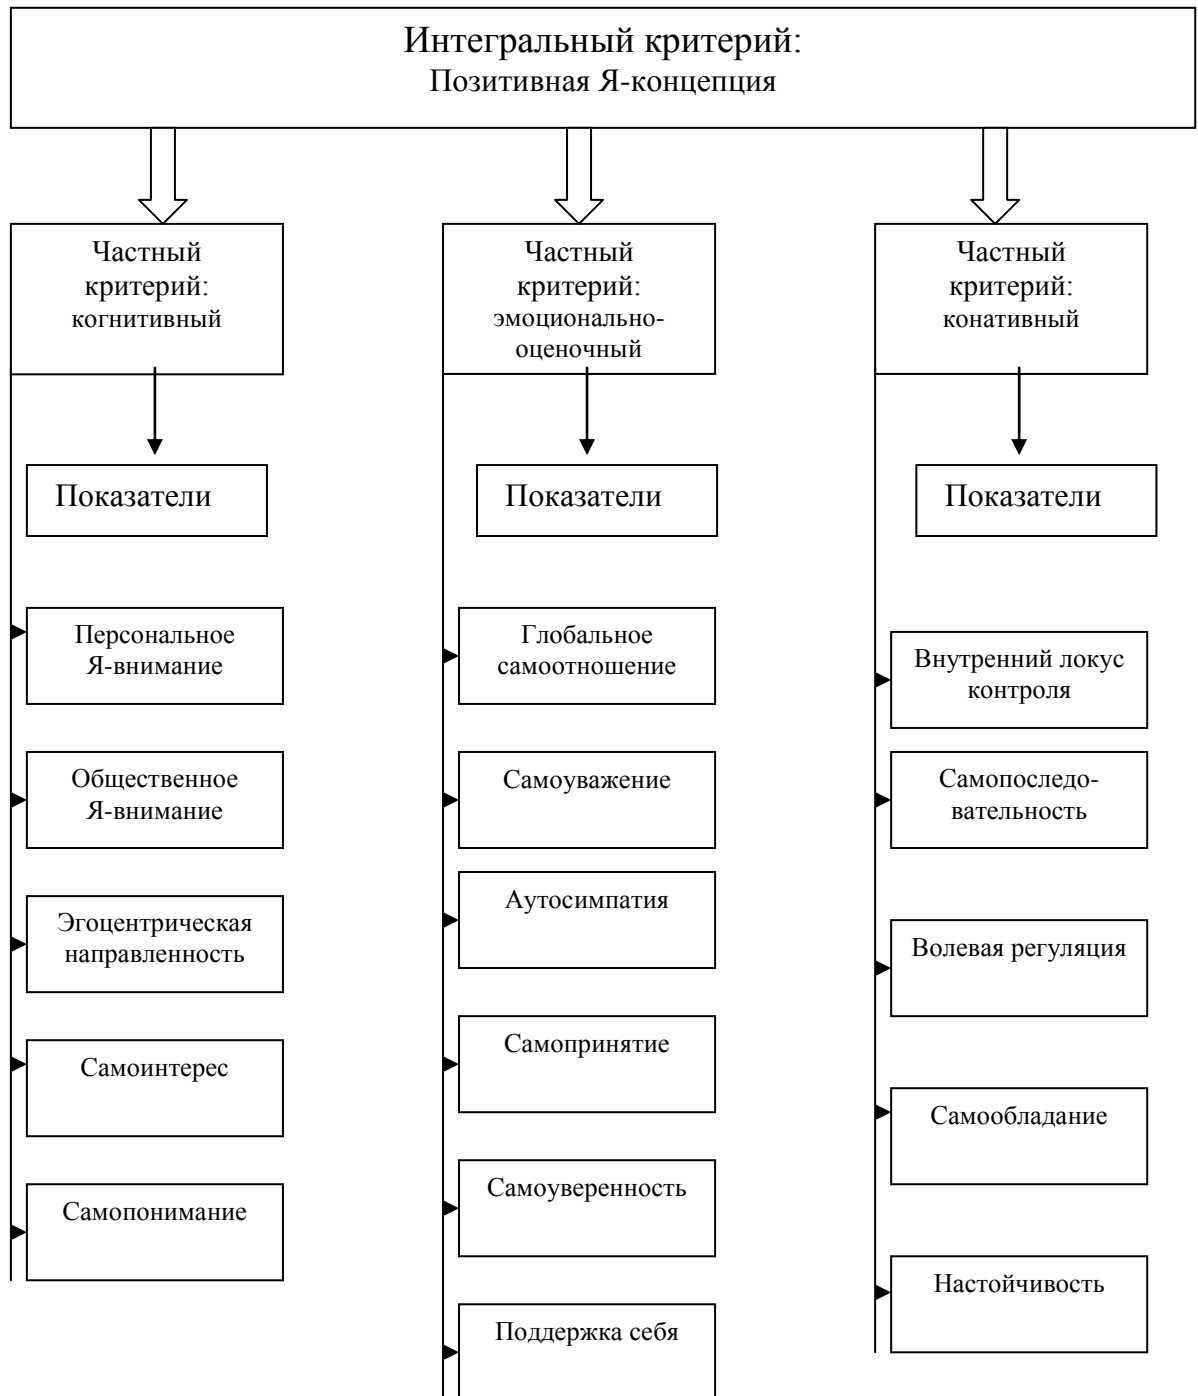 Интегральный критерий:
Позитивная Я-концепция
Частный
критерий:
когнитивный
Частный
критерий:
эмоционально-
оценочный
Частный
критерий:
конативный
Показатели
Показатели
Показатели
Персональное
Я-внимание
Общественное
Я-внимание
Эгоцентрическая
направленность
Самоинтерес
Самопонимание
Глобальное
самоотношение
Самоуважение
Аутосимпатия
Самопринятие
Самоуверенность
Поддержка себя
Внутренний локус
контроля
Самопоследо-
вательность
Волевая регуляция
Самообладание
Настойчивость